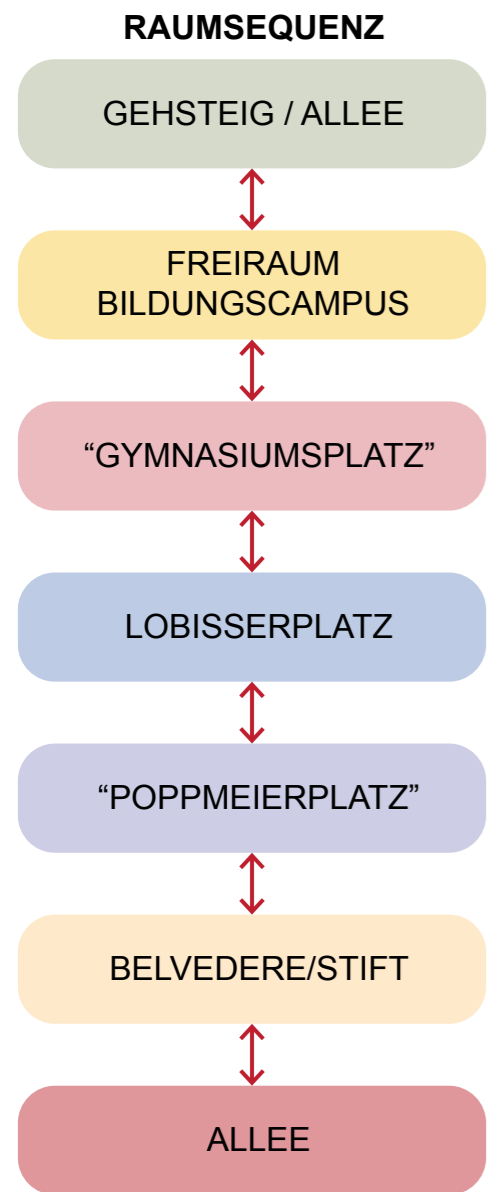 RAUMSEQUENZ
GEHSTEIG / ALLEE
FREIRAUM
BILDUNGSCAMPUS
“GYMNASIUMSPLATZ”
LOBISSERPLATZ
“POPPMEIERPLATZ”
BELVEDERE/STIFT
ALLEE